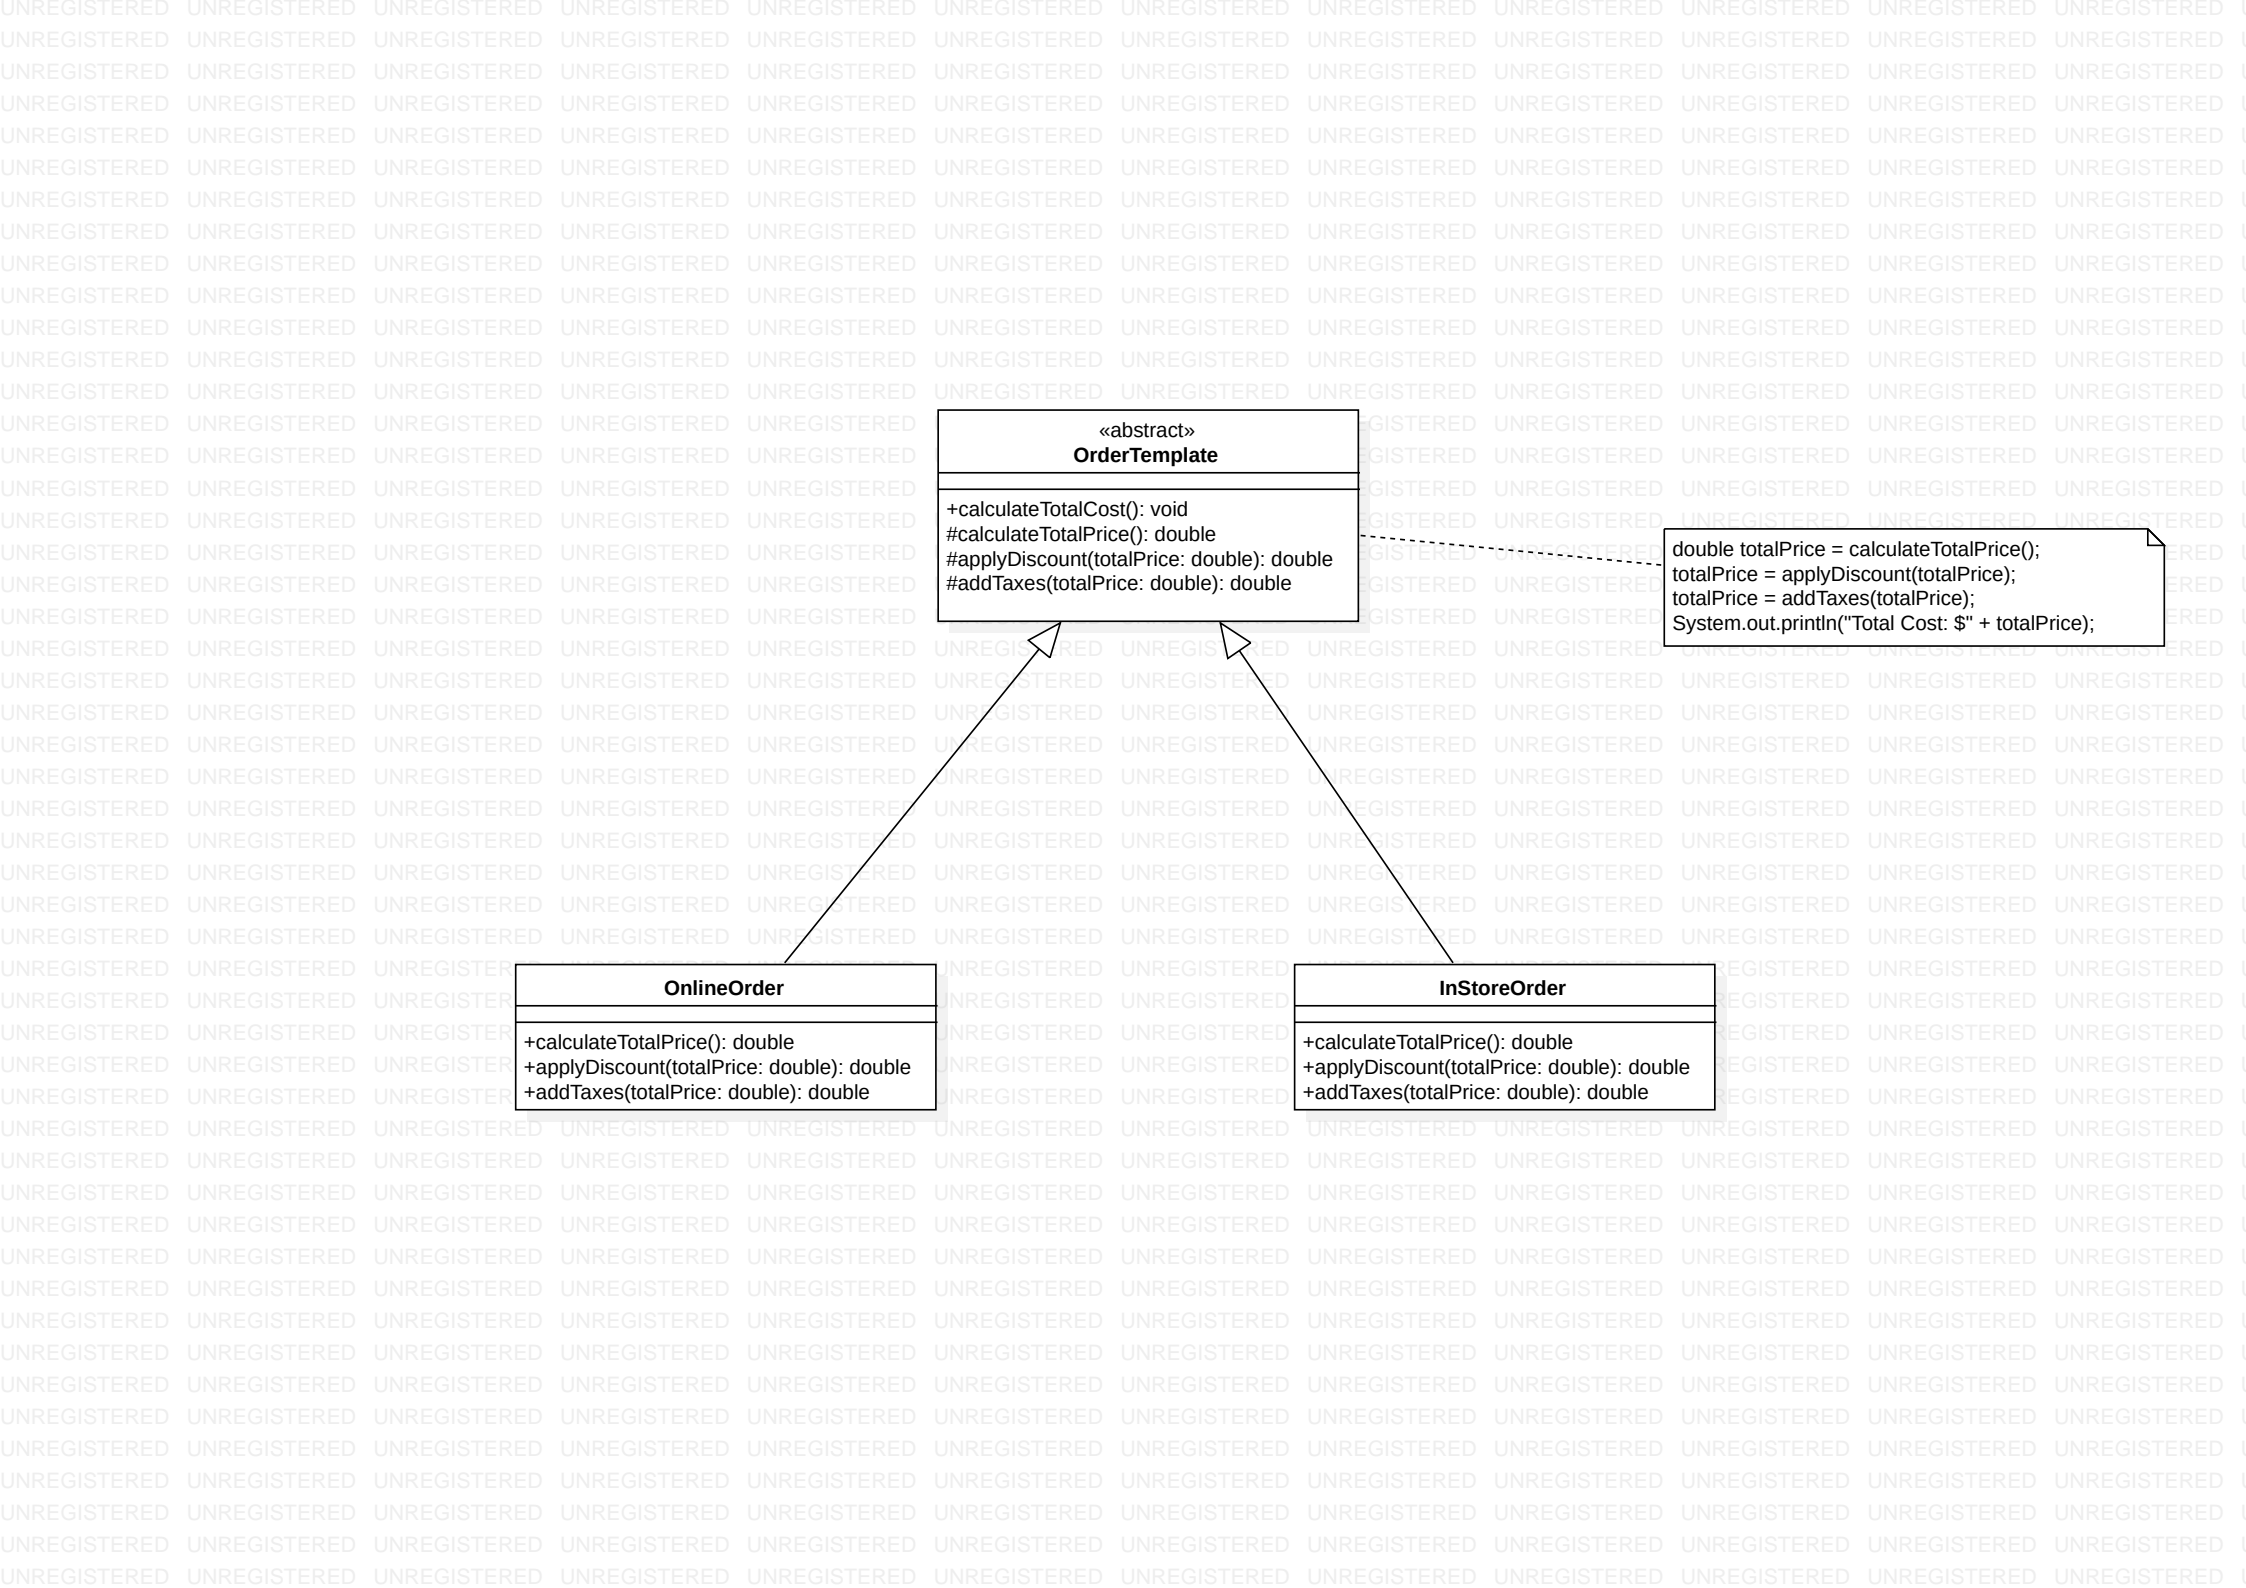 «abstract»
OrderTemplate
+calculateTotalCost(): void
#calculateTotalPrice(): double
#applyDiscount(totalPrice: double): double
#addTaxes(totalPrice: double): double
double totalPrice = calculateTotalPrice();
totalPrice = applyDiscount(totalPrice);
totalPrice = addTaxes(totalPrice);
System.out.println("Total Cost: $" + totalPrice);
OnlineOrder
+calculateTotalPrice(): double
+applyDiscount(totalPrice: double): double
+addTaxes(totalPrice: double): double
InStoreOrder
+calculateTotalPrice(): double
+applyDiscount(totalPrice: double): double
+addTaxes(totalPrice: double): double
UNREGISTERED